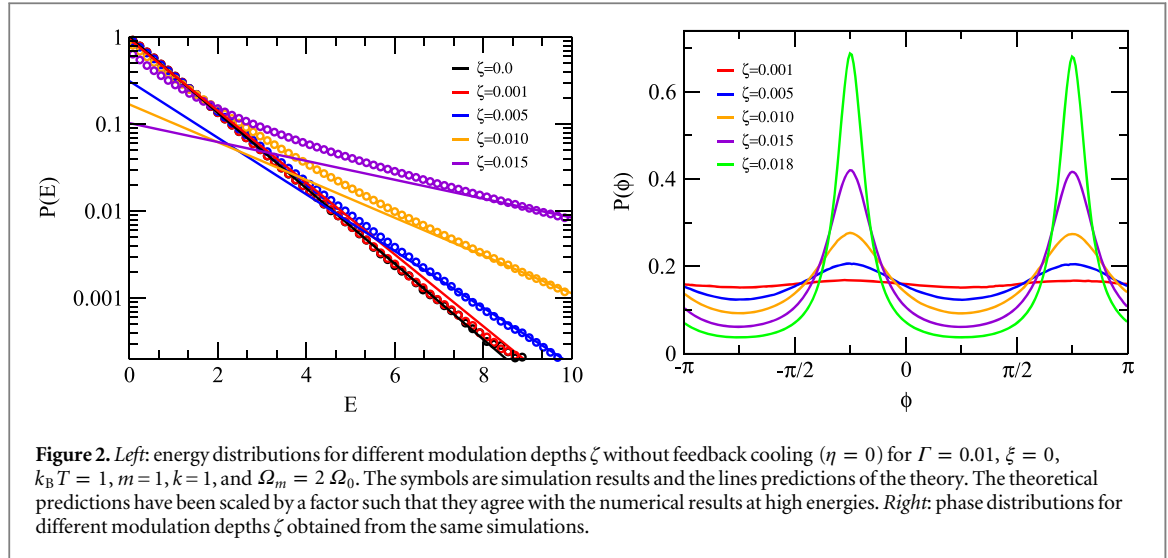 1
0.1
0.01
0.001
P(E)
0 2 4 6 8 10
E
ζ=0.0
ζ=0.001
ζ=0.005
ζ=0.010
ζ=0.015
0.6
0.4
0.2
0
P(ϕ)
-π -π/2 0 π/2 π
ϕ
ζ=0.001
ζ=0.005
ζ=0.010
ζ=0.015
ζ=0.018
Figure 2. Left: energy distributions for different modulation depths ζ without feedback cooling (η = 0) for Γ = 0.01, ξ = 0,
k_B T = 1, m = 1, k = 1, and Ω_m = 2 Ω_0. The symbols are simulation results and the lines predictions of the theory. The theoretical
predictions have been scaled by a factor such that they agree with the numerical results at high energies. Right: phase distributions for
different modulation depths ζ obtained from the same simulations.